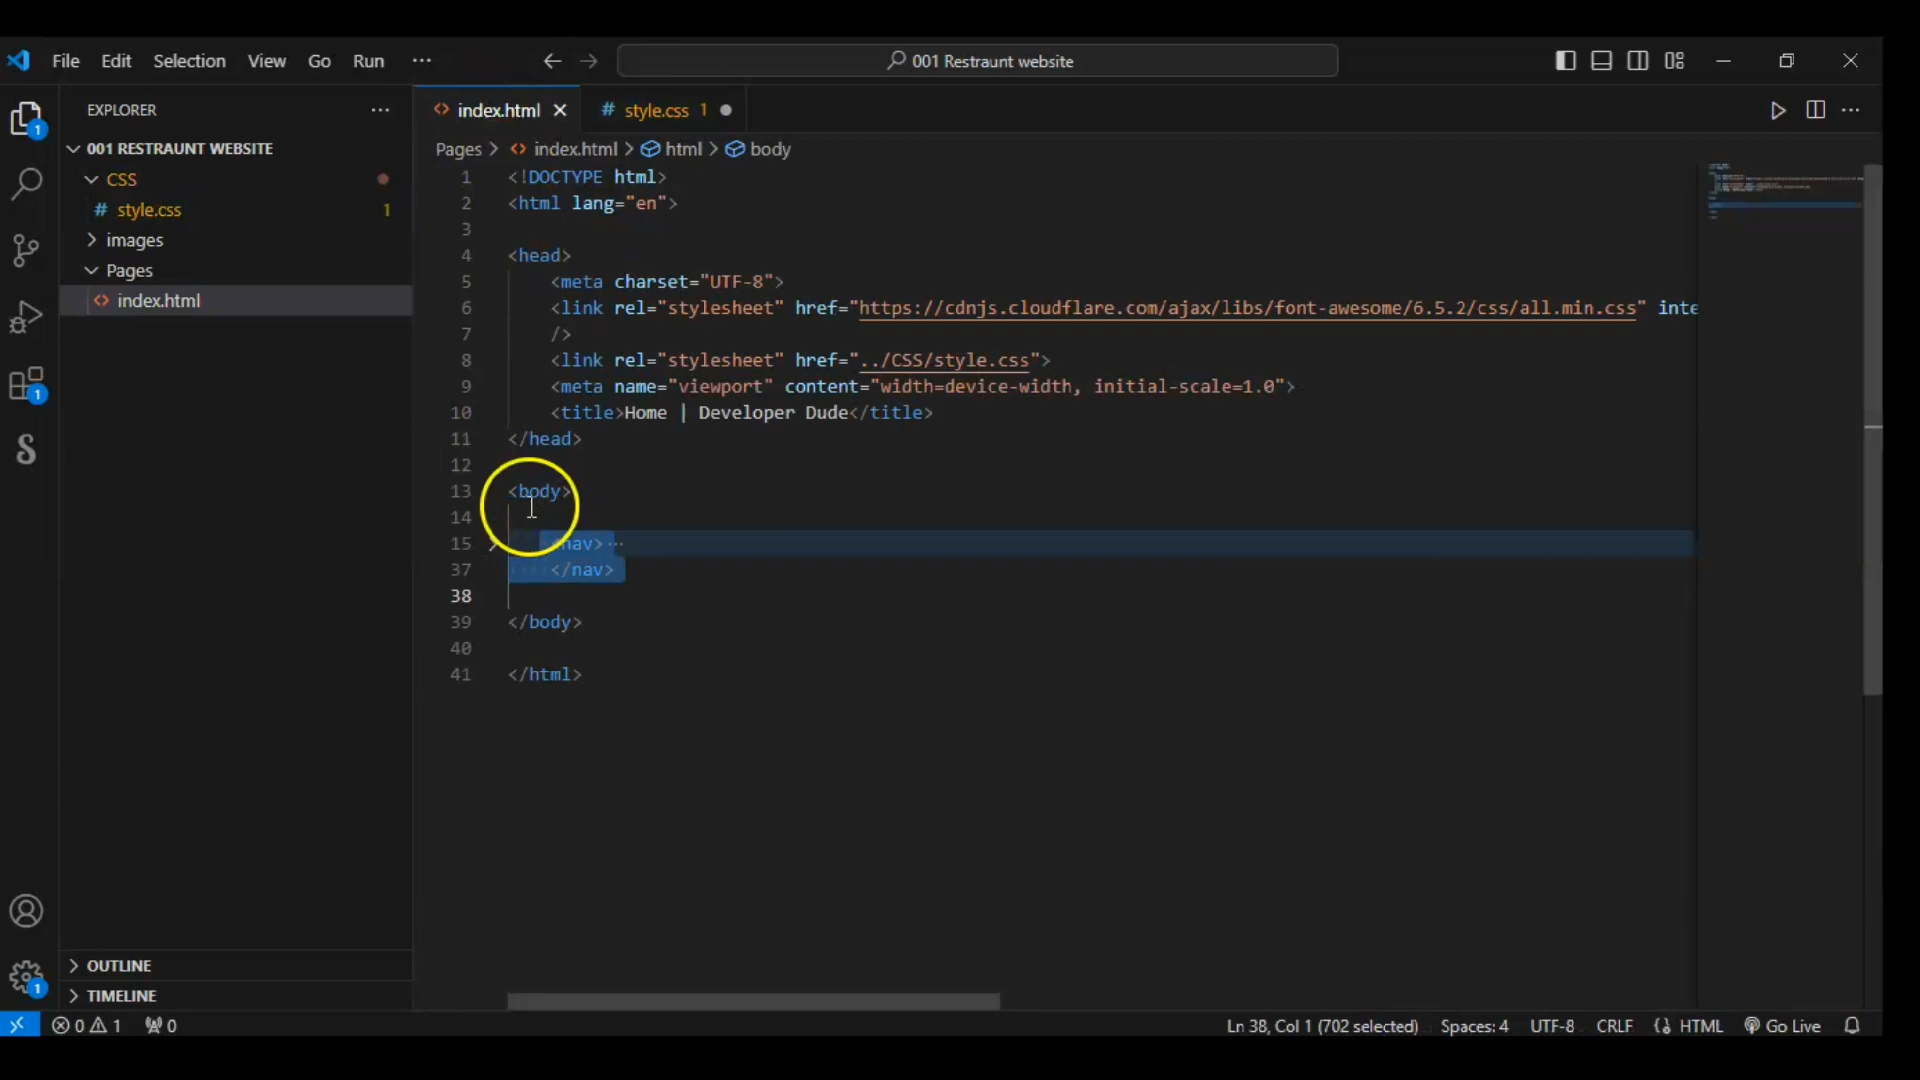 File Edit Selection View Go Run ··· 001 Restraunt website
EXPLORER ···
001 RESTRAUNT WEBSITE
CSS
# style.css 1
images
Pages
<> index.html
OUTLINE
TIMELINE
<> index.html # style.css 1
Pages > <> index.html > html > body
1 <!DOCTYPE html>
2 <html lang="en">
3
4 <head>
5 <meta charset="UTF-8">
6 <link rel="stylesheet" href="https://cdnjs.cloudflare.com/ajax/libs/font-awesome/6.5.2/css/all.min.css" inte
7 />
8 <link rel="stylesheet" href="../CSS/style.css">
9 <meta name="viewport" content="width=device-width, initial-scale=1.0">
10 <title>Home | Developer Dude</title>
11 </head>
12
13 <body>
14
15 <nav>···
37 </nav>
38
39 </body>
40
41 </html>
1
1
1
0 1 0 Ln 38, Col 1 (702 selected) Spaces: 4 UTF-8 CRLF {} HTML Go Live